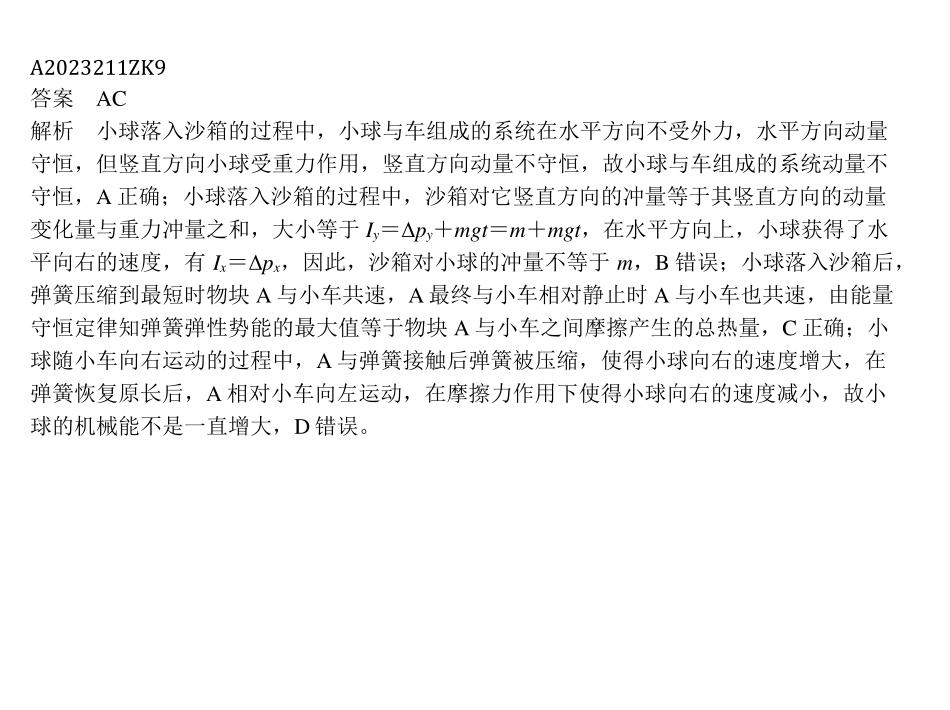 A2023211ZK9
答案 AC
解析 小球落入沙箱的过程中，小球与车组成的系统在水平方向不受外力，水平方向动量
守恒，但竖直方向小球受重力作用，竖直方向动量不守恒，故小球与车组成的系统动量不
守恒，A 正确；小球落入沙箱的过程中，沙箱对它竖直方向的冲量等于其竖直方向的动量
变化量与重力冲量之和，大小等于 Iy＝Δpy＋mgt＝m＋mgt，在水平方向上，小球获得了水
平向右的速度，有 Ix＝Δpx，因此，沙箱对小球的冲量不等于 m，B 错误；小球落入沙箱后，
弹簧压缩到最短时物块 A 与小车共速，A 最终与小车相对静止时 A 与小车也共速，由能量
守恒定律知弹簧弹性势能的最大值等于物块 A 与小车之间摩擦产生的总热量，C 正确；小
球随小车向右运动的过程中，A 与弹簧接触后弹簧被压缩，使得小球向右的速度增大，在
弹簧恢复原长后，A 相对小车向左运动，在摩擦力作用下使得小球向右的速度减小，故小
球的机械能不是一直增大，D 错误。